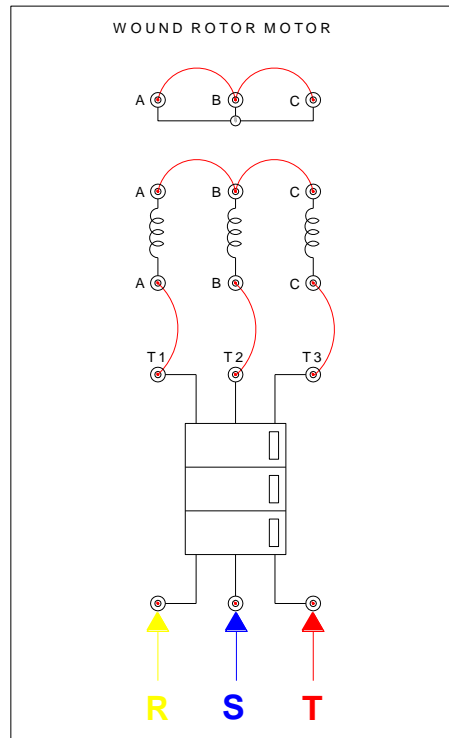 WOUND ROTOR MOTOR
A B C
A B C
A B C
T1 T2 T3
R S T